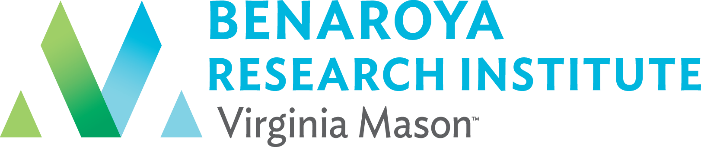 BENAROYA
RESEARCH INSTITUTE
Virginia Mason™